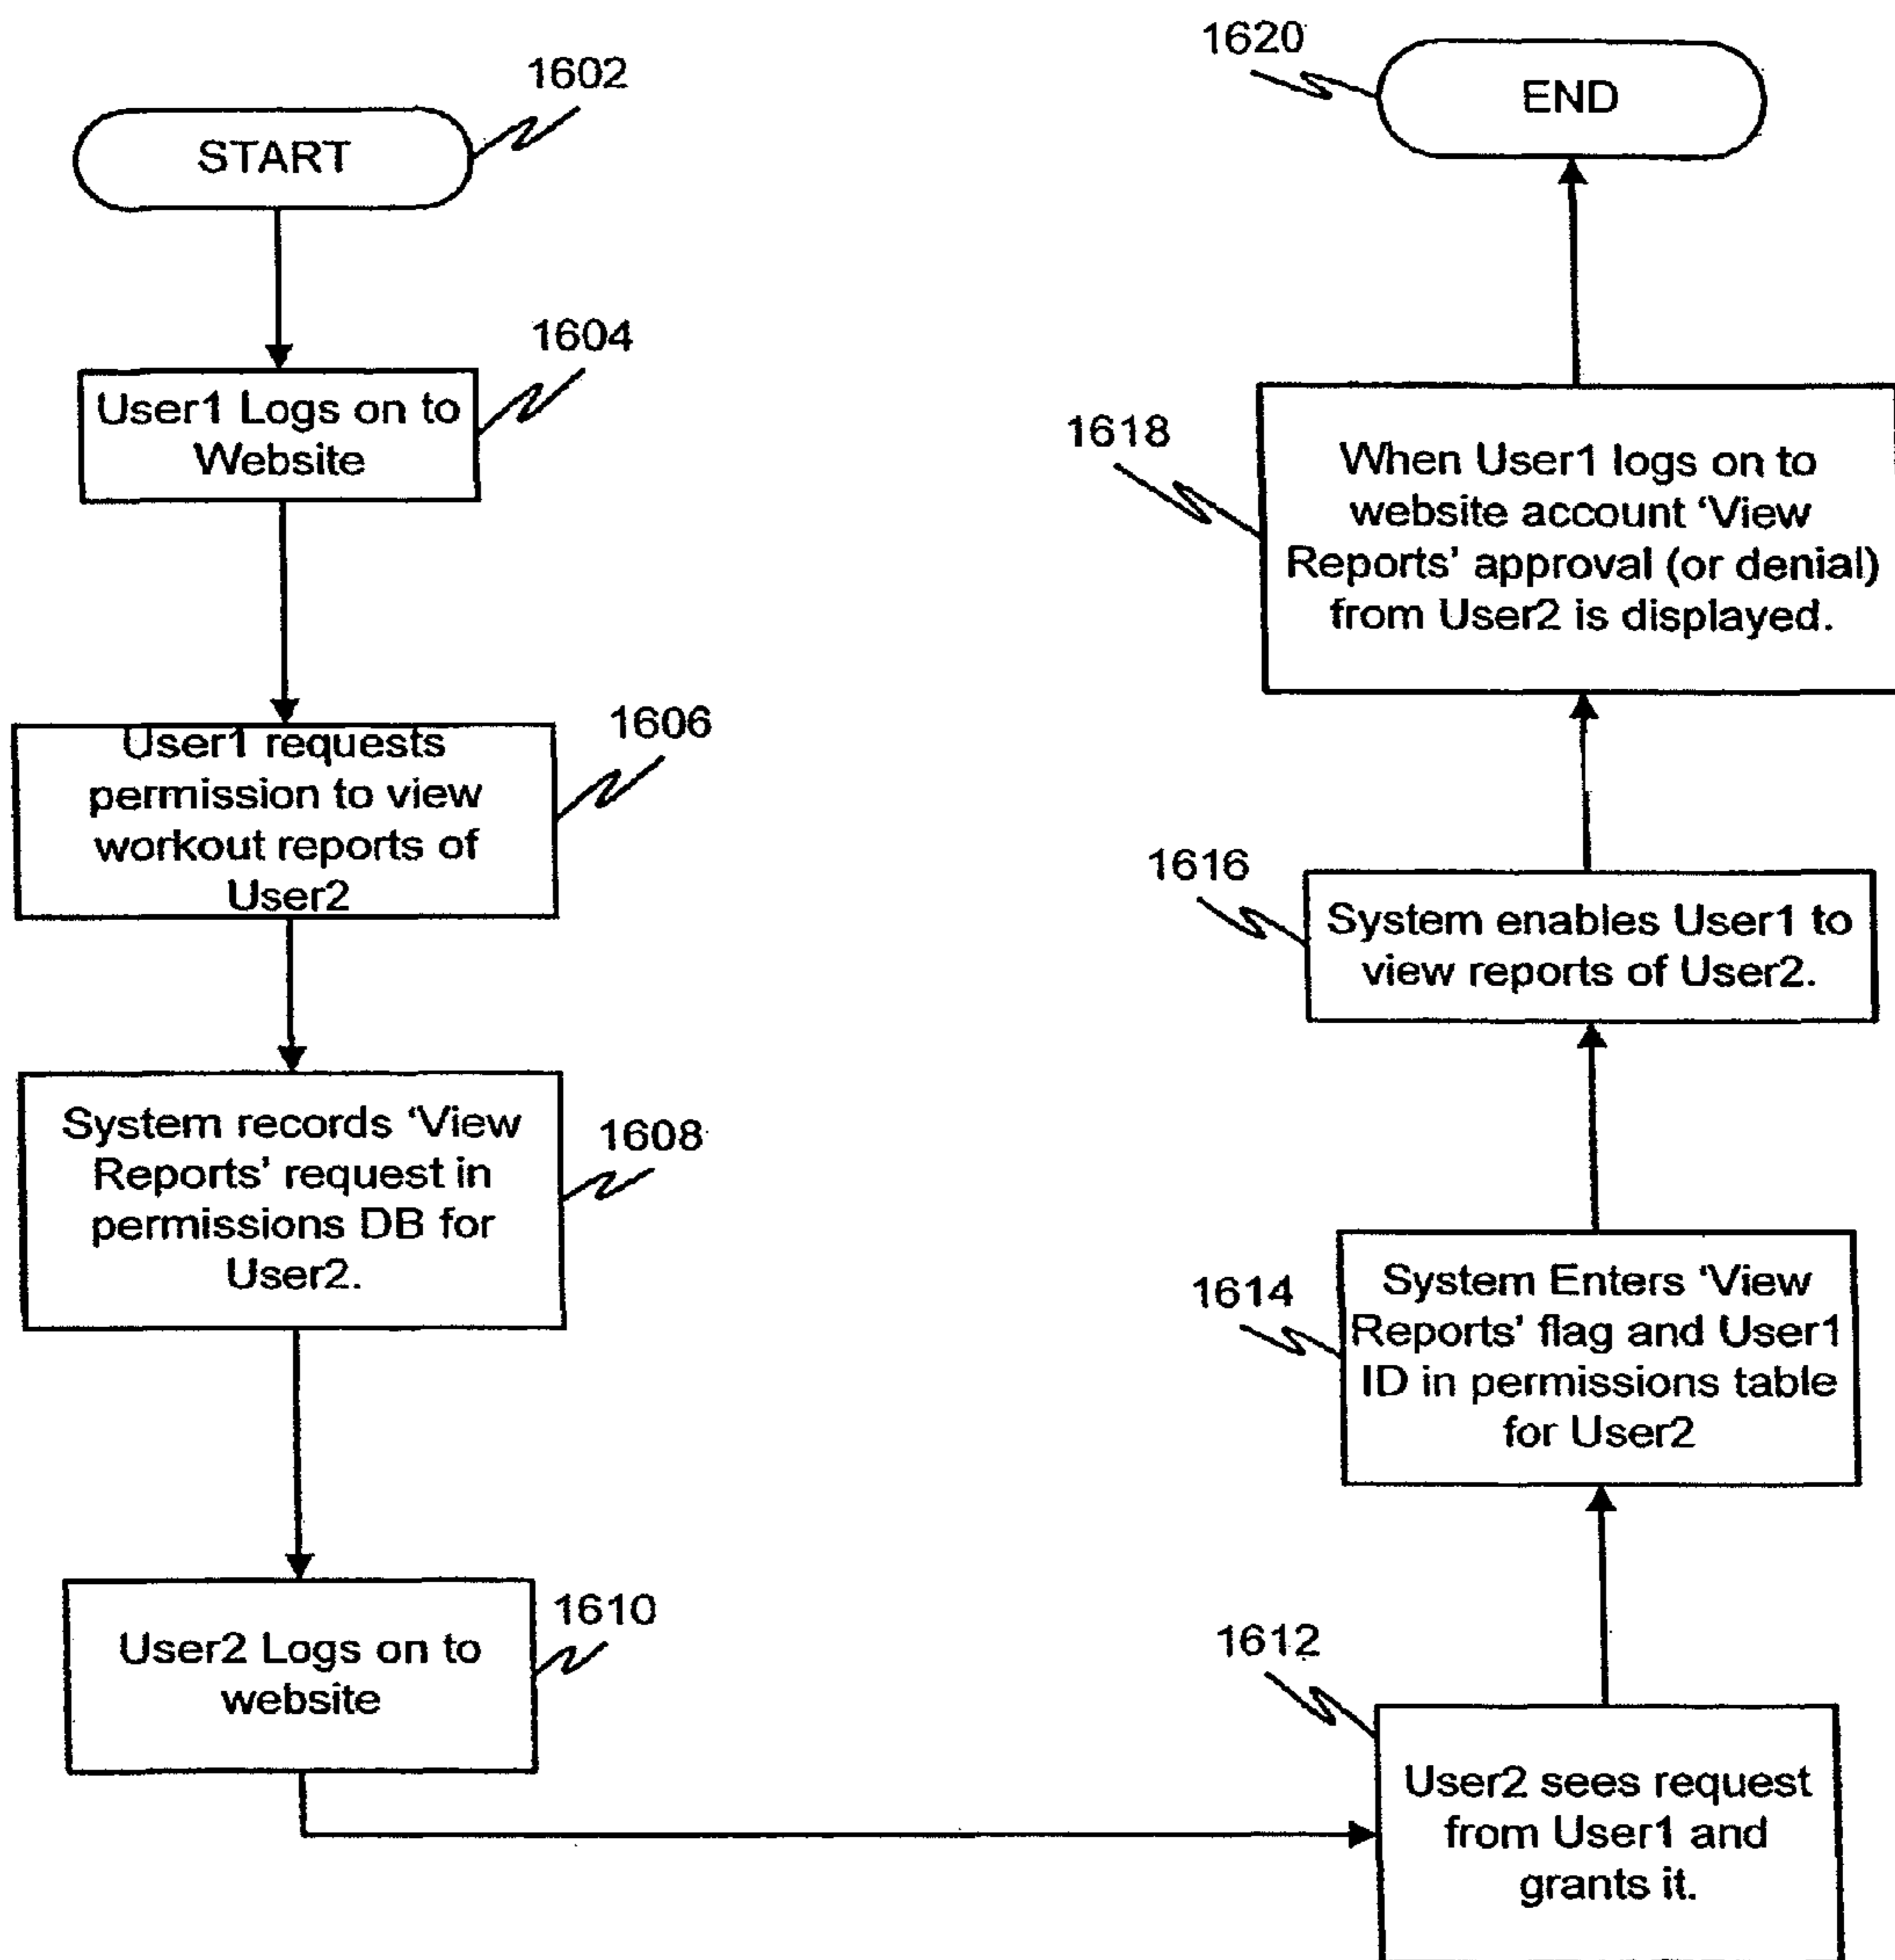 1602
START
1604
User1 Logs on to
Website
1606
User1 requests
permission to view
workout reports of
User2
1608
System records ‘View
Reports’ request in
permissions DB for
User2.
1610
User2 Logs on to
website
1612
User2 sees request
from User1 and
grants it.
1614
System Enters ‘View
Reports’ flag and User1
ID in permissions table
for User2
1616
System enables User1 to
view reports of User2.
1618
When User1 logs on to
website account ‘View
Reports’ approval (or denial)
from User2 is displayed.
1620
END